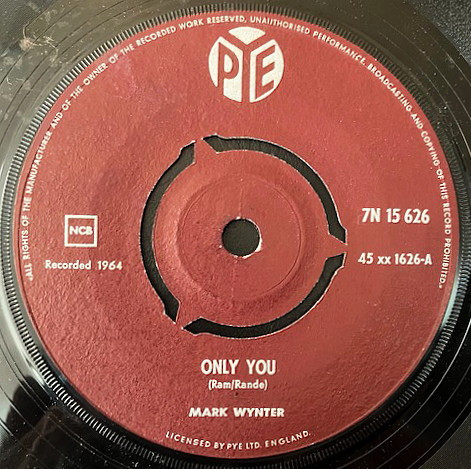 "ALL RIGHTS OF THE MANUFACTURER AND OF THE OWNER OF THE RECORDED WORK RESERVED, UNAUTHORISED PERFORMANCE, BROADCASTING AND COPYING OF THIS RECORD PROHIBITED."
PYE
7N 15 626
NCB
Recorded 1964
45 xx 1626-A
ONLY YOU
(Ram/Rande)
MARK WYNTER
LICENSED BY PYE LTD. ENGLAND.